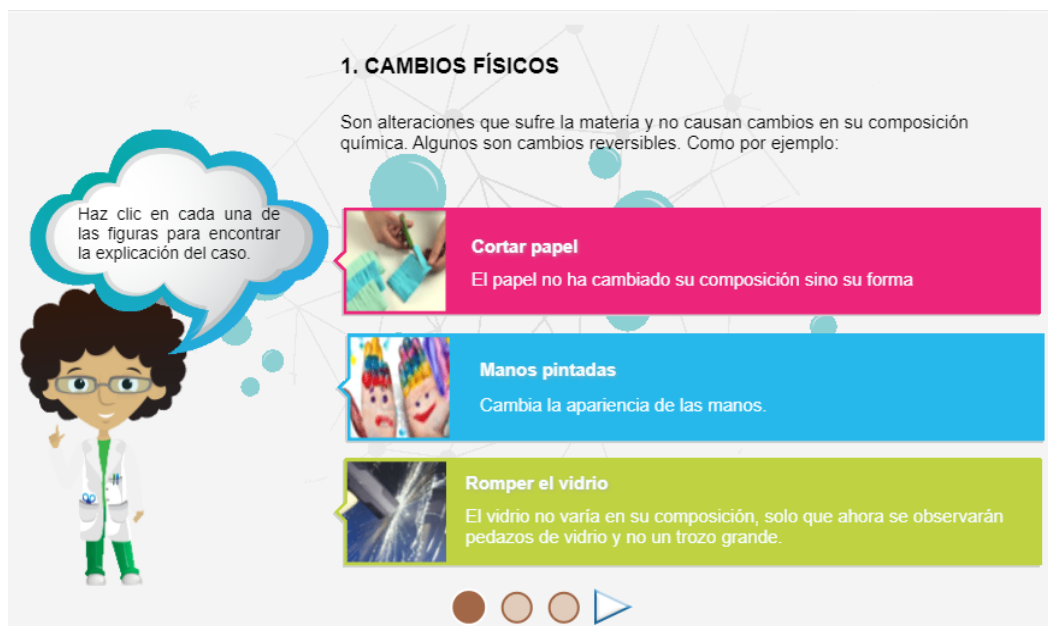 1. CAMBIOS FÍSICOS
Son alteraciones que sufre la materia y no causan cambios en su composición
química. Algunos son cambios reversibles. Como por ejemplo:
Haz clic en cada una de
las figuras para encontrar
la explicación del caso.
Cortar papel
El papel no ha cambiado su composición sino su forma
Manos pintadas
Cambia la apariencia de las manos.
Romper el vidrio
El vidrio no varía en su composición, solo que ahora se observarán
pedazos de vidrio y no un trozo grande.